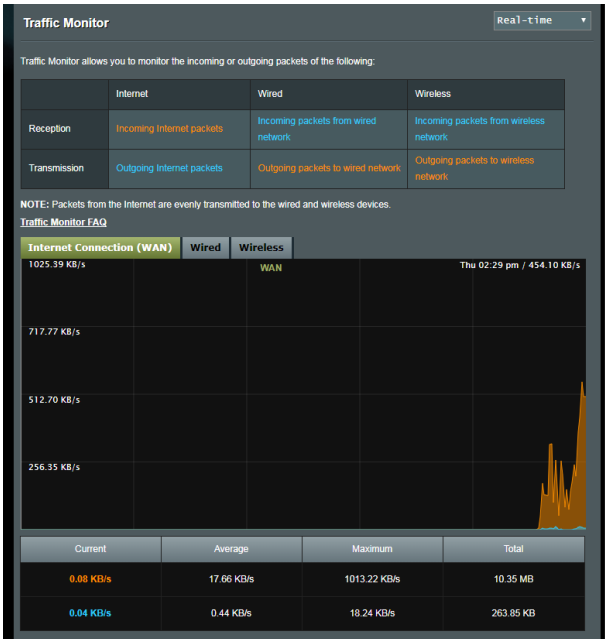 Traffic Monitor
Real-time
Traffic Monitor allows you to monitor the incoming or outgoing packets of the following:
Internet Wired Wireless
Reception Incoming Internet packets Incoming packets from wired network Incoming packets from wireless network
Transmission Outgoing Internet packets Outgoing packets to wired network Outgoing packets to wireless network
NOTE: Packets from the Internet are evenly transmitted to the wired and wireless devices.
Traffic Monitor FAQ
Internet Connection (WAN) Wired Wireless
1025.39 KB/s WAN Thu 02:29 pm / 454.10 KB/s
717.77 KB/s
512.70 KB/s
256.35 KB/s
Current Average Maximum Total
0.08 KB/s 17.66 KB/s 1013.22 KB/s 10.35 MB
0.04 KB/s 0.44 KB/s 18.24 KB/s 263.85 KB